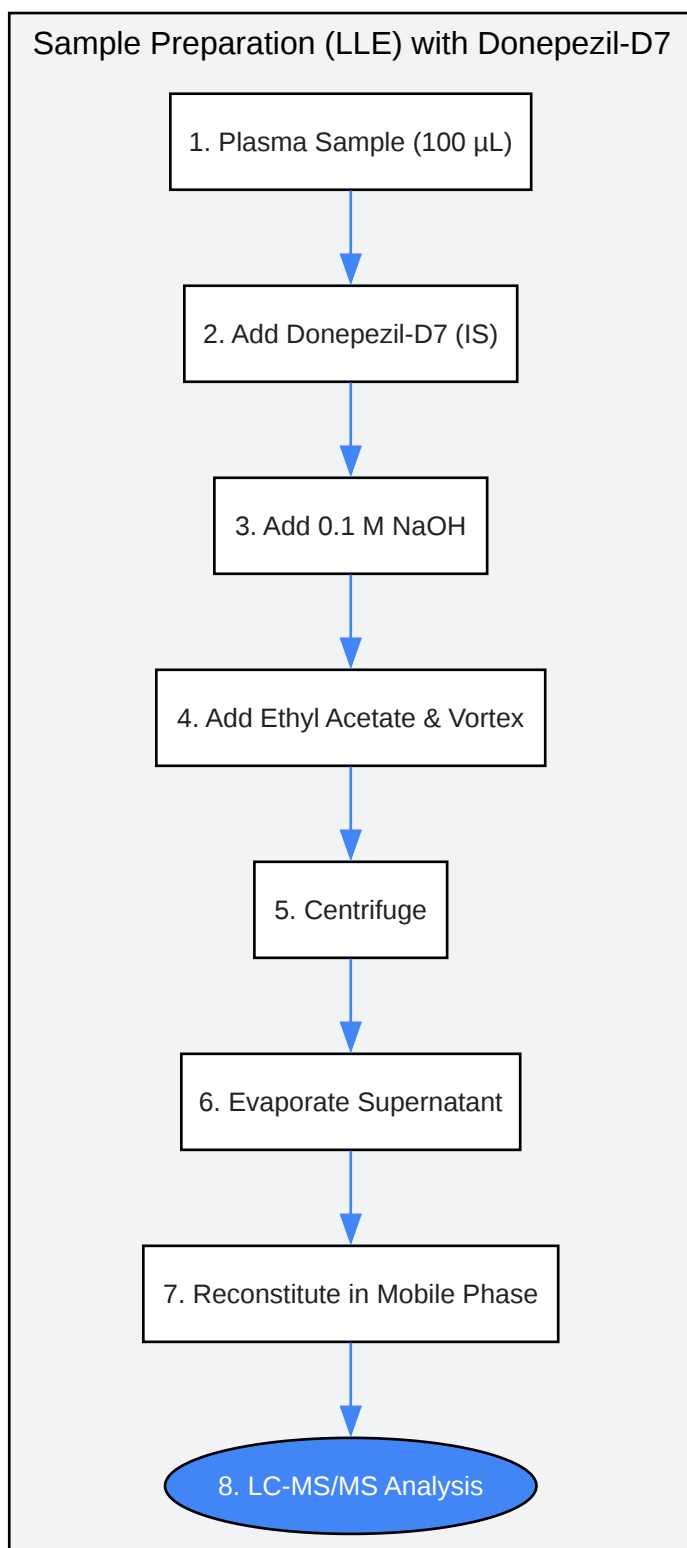 Sample Preparation (LLE) with Donepezil-D7
1. Plasma Sample (100 µL)
2. Add Donepezil-D7 (IS)
3. Add 0.1 M NaOH
4. Add Ethyl Acetate & Vortex
5. Centrifuge
6. Evaporate Supernatant
7. Reconstitute in Mobile Phase
8. LC-MS/MS Analysis